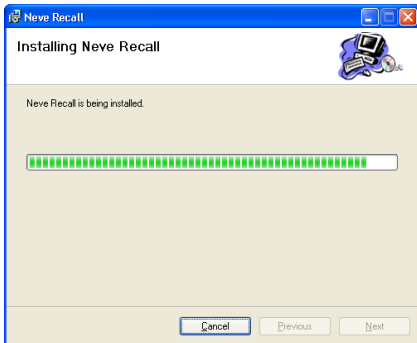 Neve Recall
Installing Neve Recall
Neve Recall is being installed.
Cancel Previous Next